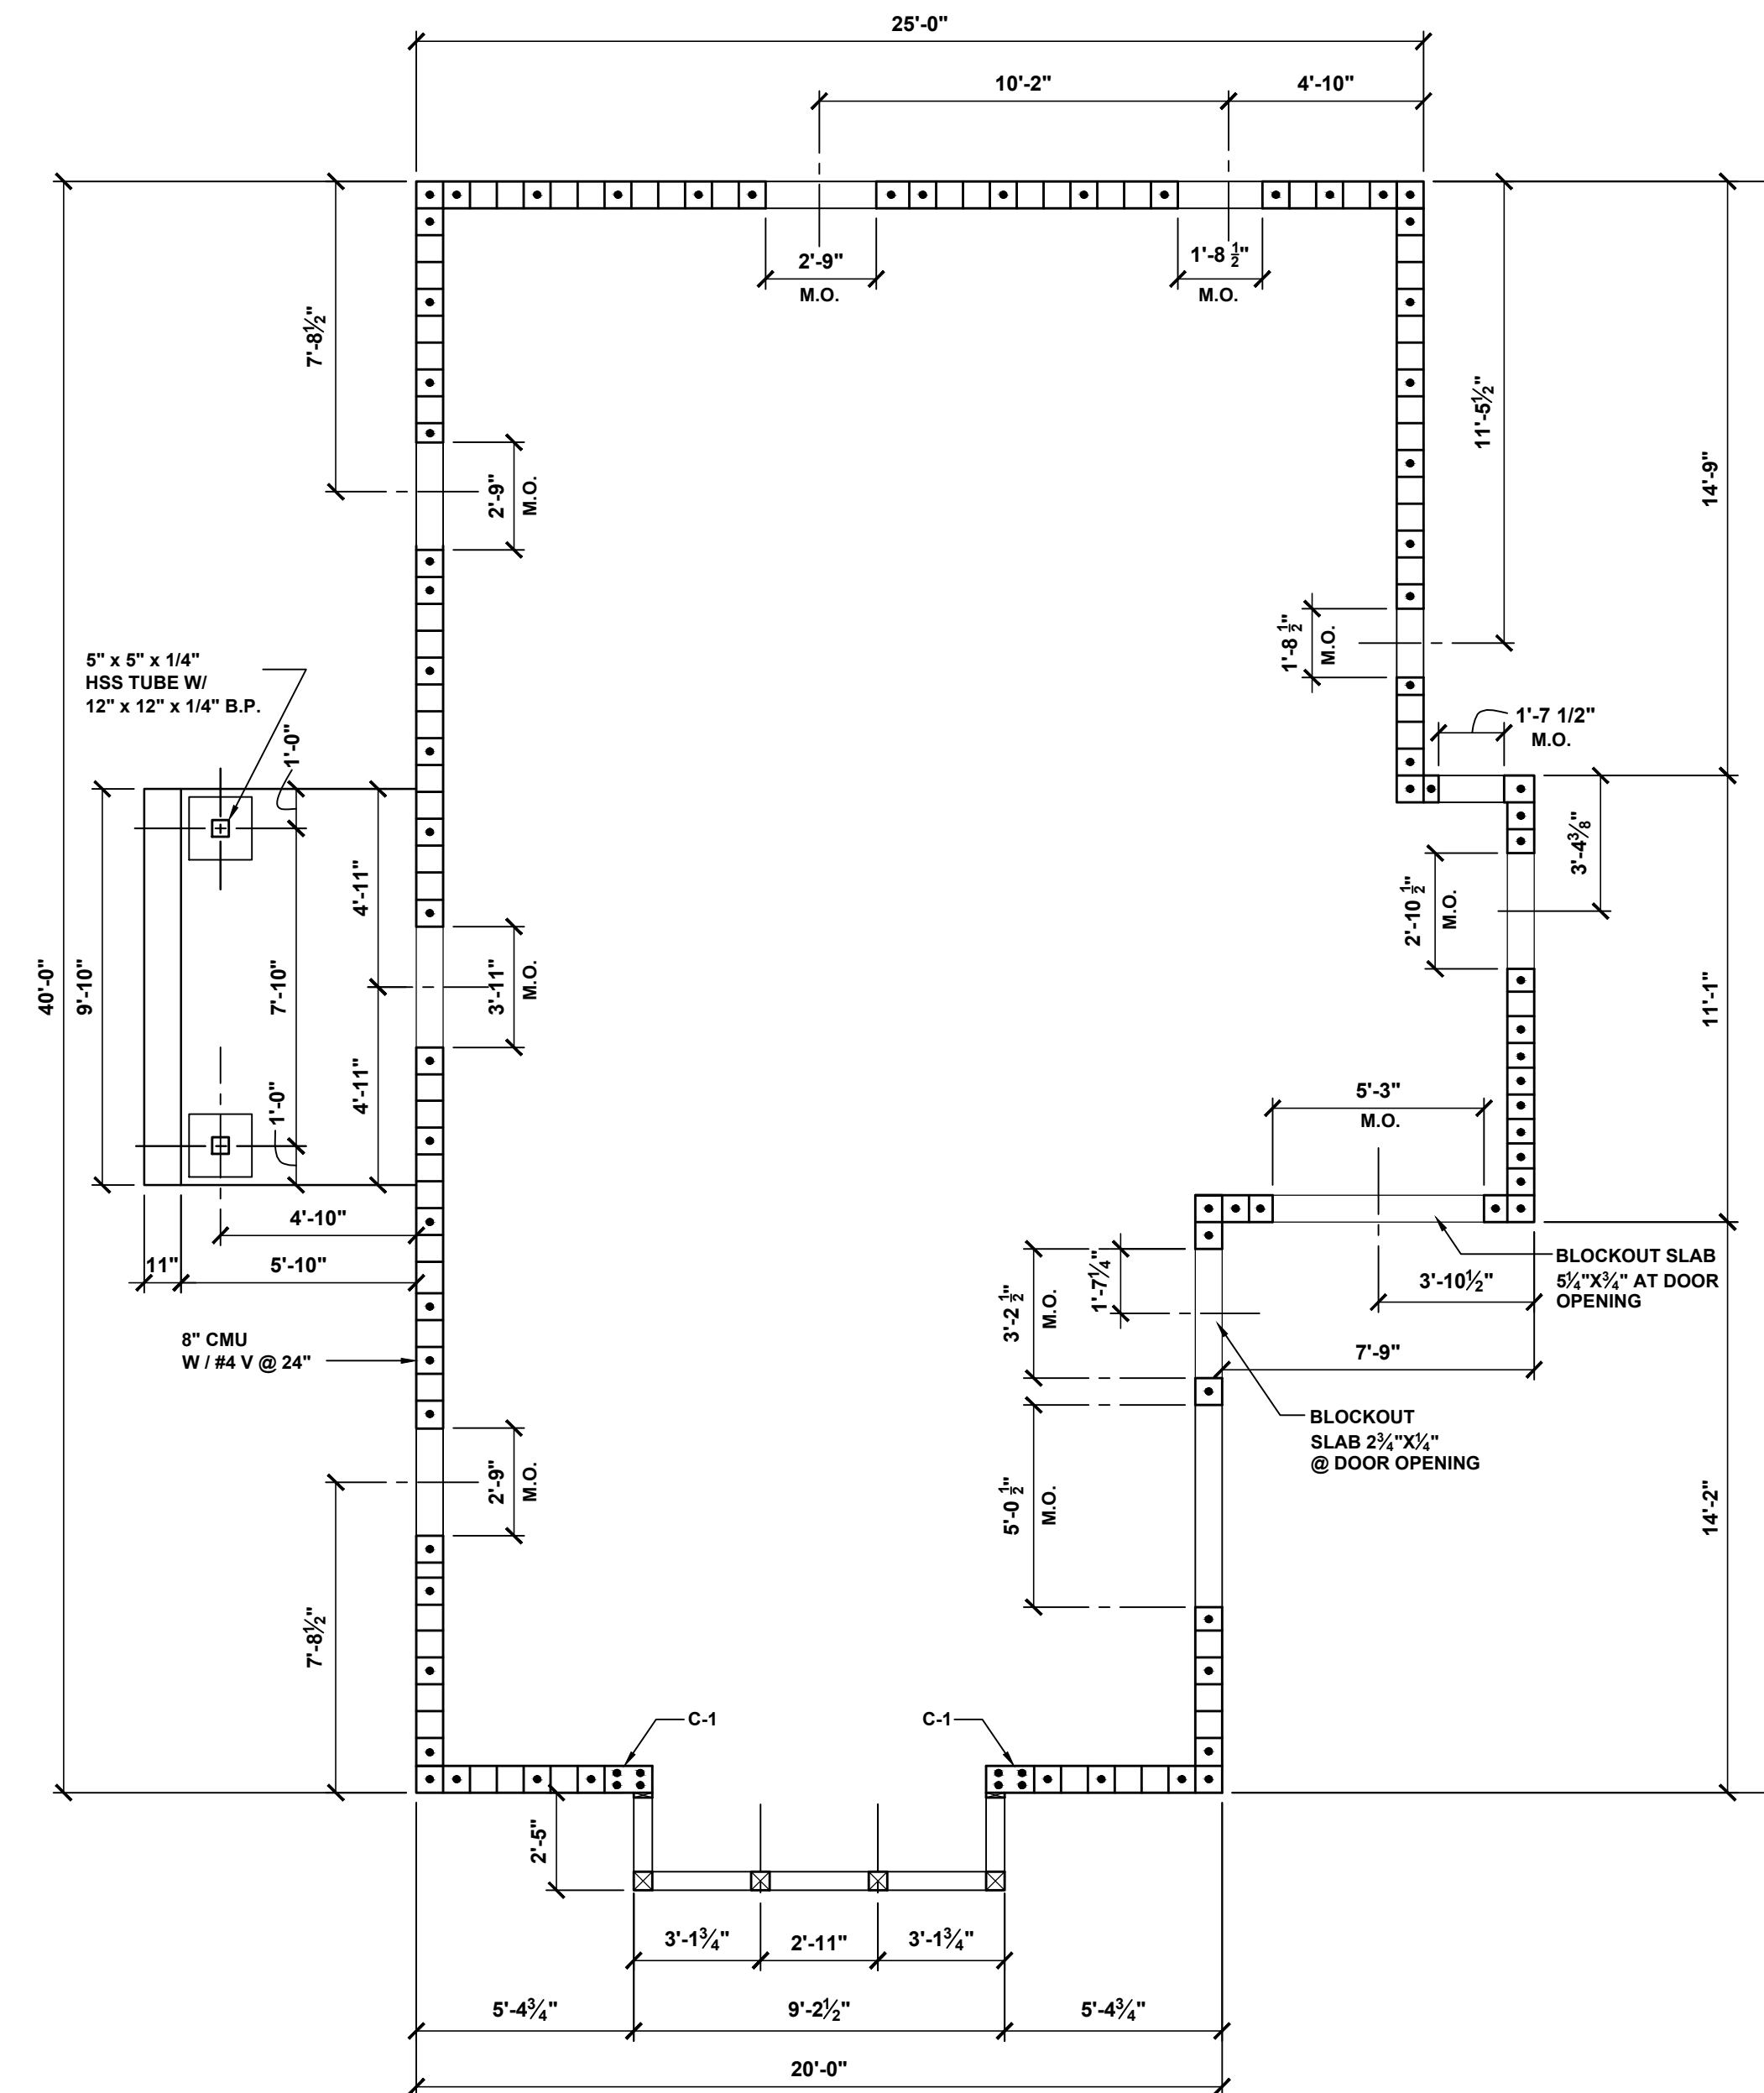 25'-0"
10'-2"
4'-10"
2'-9"
M.O.
1'-8 1/2"
M.O.
7'-8½"
11'-5½"
14'-9"
2'-9"
M.O.
1'-8 1/2"
M.O.
5" x 5" x 1/4"
HSS TUBE W/
12" x 12" x 1/4" B.P.
1'-0"
1'-7 1/2"
M.O.
3'-4⅜"
4'-11"
2'-10 1/2"
M.O.
40'-0"
9'-10"
7'-10"
3'-11"
M.O.
11'-1"
4'-11"
1'-0"
5'-3"
M.O.
4'-10"
11"
5'-10"
BLOCKOUT SLAB
5¼"X¾" AT DOOR
OPENING
3'-10½"
1'-7¼"
3'-2 1/2"
M.O.
8" CMU
W / #4 V @ 24"
7'-9"
BLOCKOUT
SLAB 2¾"X¼"
@ DOOR OPENING
2'-9"
M.O.
5'-0 1/2"
M.O.
14'-2"
7'-8½"
C-1
C-1
2'-5"
3'-1¾"
2'-11"
3'-1¾"
5'-4¾"
9'-2½"
5'-4¾"
20'-0"